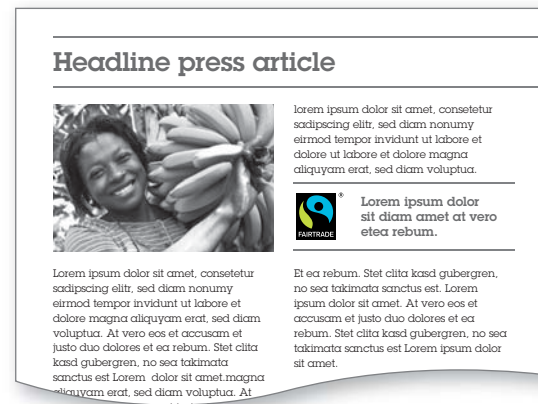 Headline press article
Lorem ipsum dolor sit amet, consetetur
sadipscing elitr, sed diam nonumy
eirmod tempor invidunt ut labore et
dolore magna aliquyam erat, sed diam
voluptua. At vero eos et accusam et
justo duo dolores et ea rebum. Stet clita
kasd gubergren, no sea takimata
sanctus est Lorem  dolor sit amet.magna
aliquyam erat, sed diam voluptua. At
lorem ipsum dolor sit amet, consetetur
sadipscing elitr, sed diam nonumy
eirmod tempor invidunt ut labore et
dolore ut labore et dolore magna
aliquyam erat, sed diam voluptua.
FAIRTRADE
®
Lorem ipsum dolor
sit diam amet at vero
etea rebum.
Et ea rebum. Stet clita kasd gubergren,
no sea takimata sanctus est. Lorem
ipsum dolor sit amet. At vero eos et
accusam et justo duo dolores et ea
rebum. Stet clita kasd gubergren, no sea
takimata sanctus est Lorem ipsum dolor
sit amet.